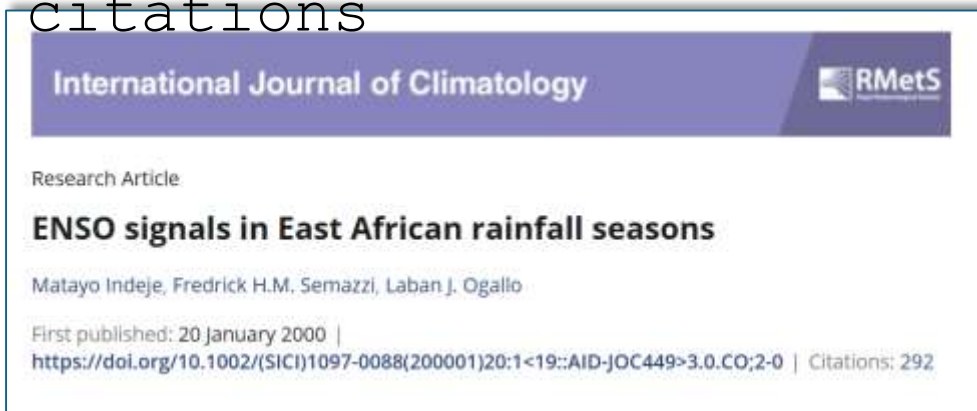 citations
International Journal of Climatology
RMetS
Research Article
ENSO signals in East African rainfall seasons
Matayo Indeje, Fredrick H.M. Semazzi, Laban J. Ogallo
First published: 20 January 2000 |
https://doi.org/10.1002/(SICI)1097-0088(200001)20:1<19::AID-JOC449>3.0.CO;2-0 | Citations: 292